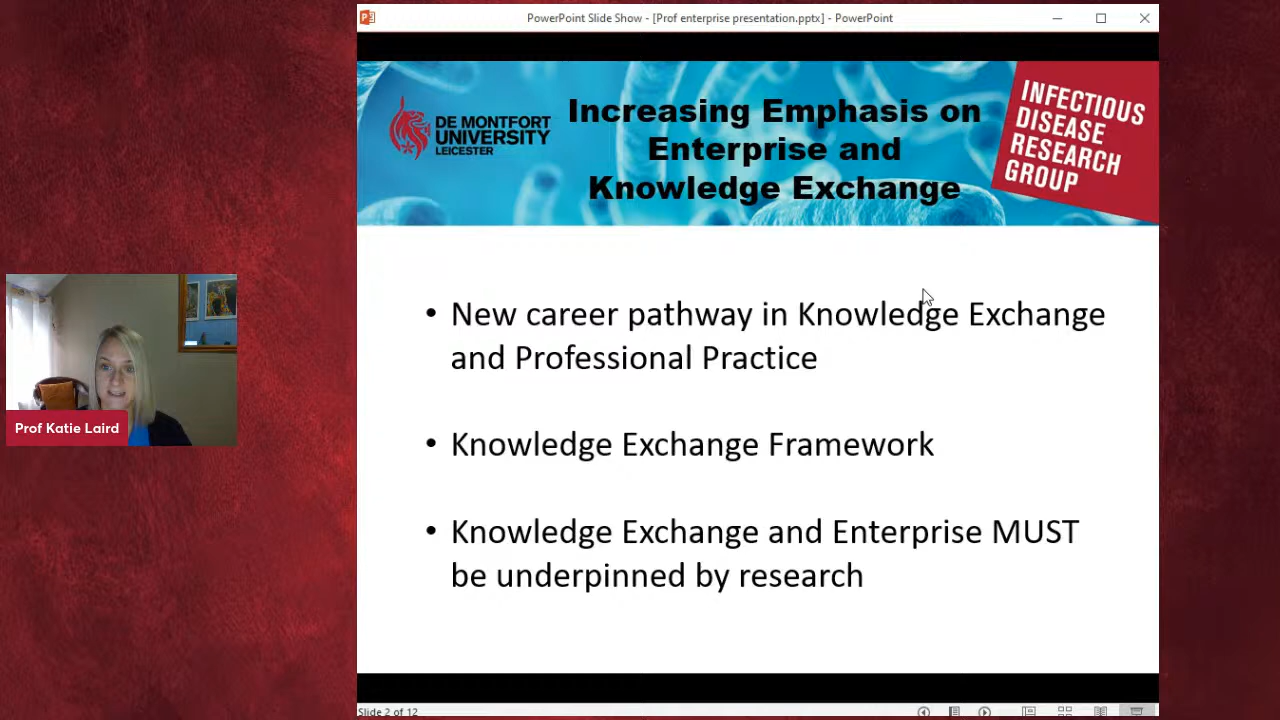 PowerPoint Slide Show - [Prof enterprise presentation.pptx] - PowerPoint
DE MONTFORT
UNIVERSITY
LEICESTER
Increasing Emphasis on
Enterprise and
Knowledge Exchange
INFECTIOUS
DISEASE
RESEARCH
GROUP
• New career pathway in Knowledge Exchange
and Professional Practice
• Knowledge Exchange Framework
• Knowledge Exchange and Enterprise MUST
be underpinned by research
Prof Katie Laird
Slide 2 of 12